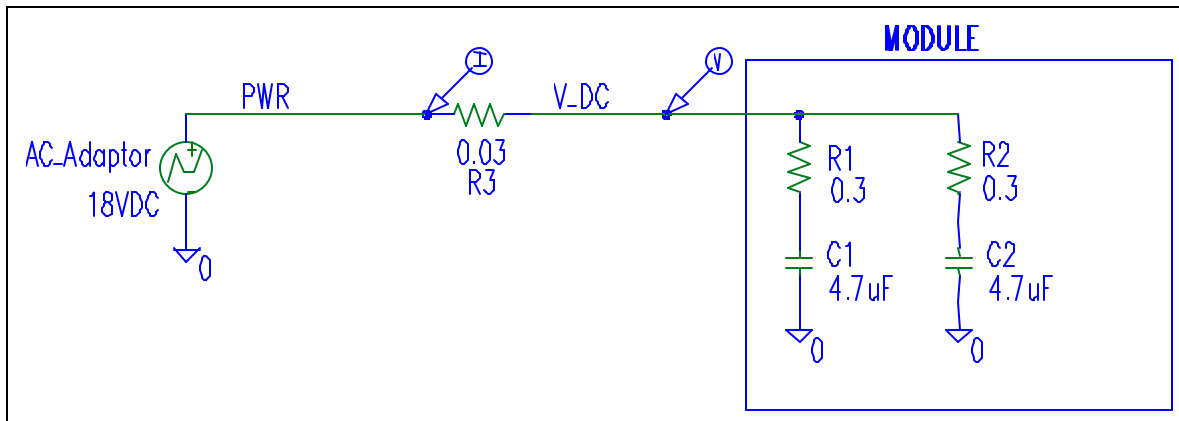 MODULE
I
V
PWR
V_DC
AC_Adaptor
+
-
18VDC
0.03
R3
R1
0.3
R2
0.3
C1
4.7uF
C2
4.7uF
0
0
0